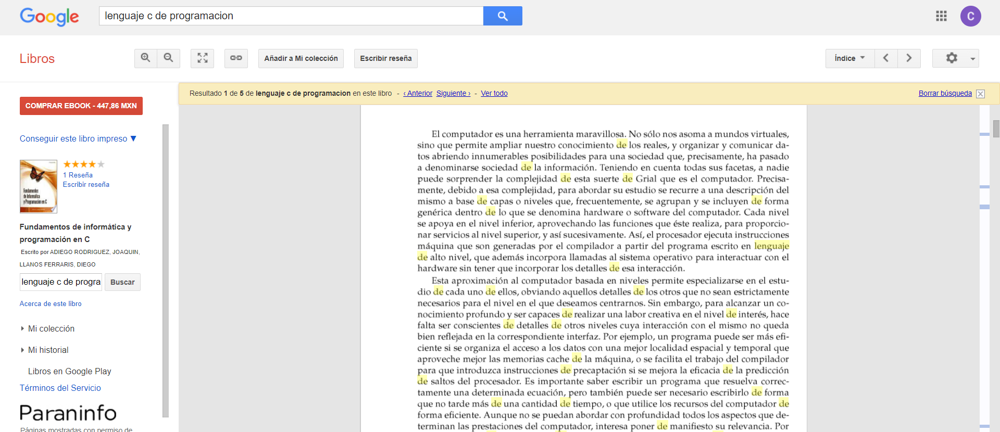 Google
lenguaje c de programacion
C
Libros
Añadir a Mi colección
Escribir reseña
Índice
Resultado 1 de 5 de lenguaje c de programacion en este libro - ‹ Anterior Siguiente › - Ver todo
Borrar búsqueda
COMPRAR EBOOK - 447,86 MXN
Conseguir este libro impreso ▼
Fundamentos
de Informática
y Programación en C
1 Reseña
Escribir reseña
Fundamentos de informática y
programación en C
Escrito por ADIEGO RODRIGUEZ, JOAQUIN,
LLANOS FERRARIS, DIEGO
lenguaje c de progra
Buscar
Acerca de este libro
Mi colección
Mi historial
Libros en Google Play
Términos del Servicio
Paraninfo
Páginas mostradas con permiso de
El computador es una herramienta maravillosa. No sólo nos asoma a mundos virtuales,
sino que permite ampliar nuestro conocimiento de los reales, y organizar y comunicar da-
tos abriendo innumerables posibilidades para una sociedad que, precisamente, ha pasado
a denominarse sociedad de la información. Teniendo en cuenta todas sus facetas, a nadie
puede sorprender la complejidad de esta suerte de Grial que es el computador. Precisa-
mente, debido a esa complejidad, para abordar su estudio se recurre a una descripción del
mismo a base de capas o niveles que, frecuentemente, se agrupan y se incluyen de forma
genérica dentro de lo que se denomina hardware o software del computador. Cada nivel
se apoya en el nivel inferior, aprovechando las funciones que éste realiza, para proporcio-
nar servicios al nivel superior, y así sucesivamente. Así, el procesador ejecuta instrucciones
máquina que son generadas por el compilador a partir del programa escrito en lenguaje
de alto nivel, que además incorpora llamadas al sistema operativo para interactuar con el
hardware sin tener que incorporar los detalles de esa interacción.
Esta aproximación al computador basada en niveles permite especializarse en el estu-
dio de cada uno de ellos, obviando aquellos detalles de los otros que no sean estrictamente
necesarios para el nivel en el que deseamos centrarnos. Sin embargo, para alcanzar un co-
nocimiento profundo y ser capaces de realizar una labor creativa en el nivel de interés, hace
falta ser conscientes de detalles de otros niveles cuya interacción con el mismo no queda
bien reflejada en la correspondiente interfaz. Por ejemplo, un programa puede ser más efi-
ciente si se organiza el acceso a los datos con una mejor localidad espacial y temporal que
aproveche mejor las memorias cache de la máquina, o se facilita el trabajo del compilador
para que introduzca instrucciones de precaptación si se mejora la eficacia de la predicción
de saltos del procesador. Es importante saber escribir un programa que resuelva correc-
tamente una determinada ecuación, pero también puede ser necesario escribirlo de forma
que no tarde más de una cantidad de tiempo, o que utilice los recursos del computador de
forma eficiente. Aunque no se puedan abordar con profundidad todos los aspectos que de-
terminan las prestaciones del computador, interesa poner de manifiesto su relevancia. Por